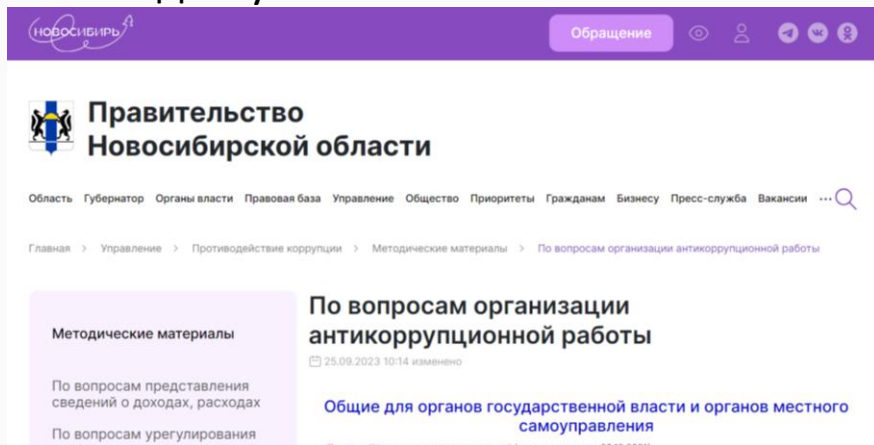 НОВОСИБИРЬ
Обращение
Правительство
Новосибирской области
Область Губернатор Органы власти Правовая база Управление Общество Приоритеты Гражданам Бизнесу Пресс-служба Вакансии ...
Главная > Управление > Противодействие коррупции > Методические материалы > По вопросам организации антикоррупционной работы
Методические материалы
По вопросам представления
сведений о доходах, расходах
По вопросам урегулирования
По вопросам организации
антикоррупционной работы
25.09.2023 10:14 изменено
Общие для органов государственной власти и органов местного
самоуправления